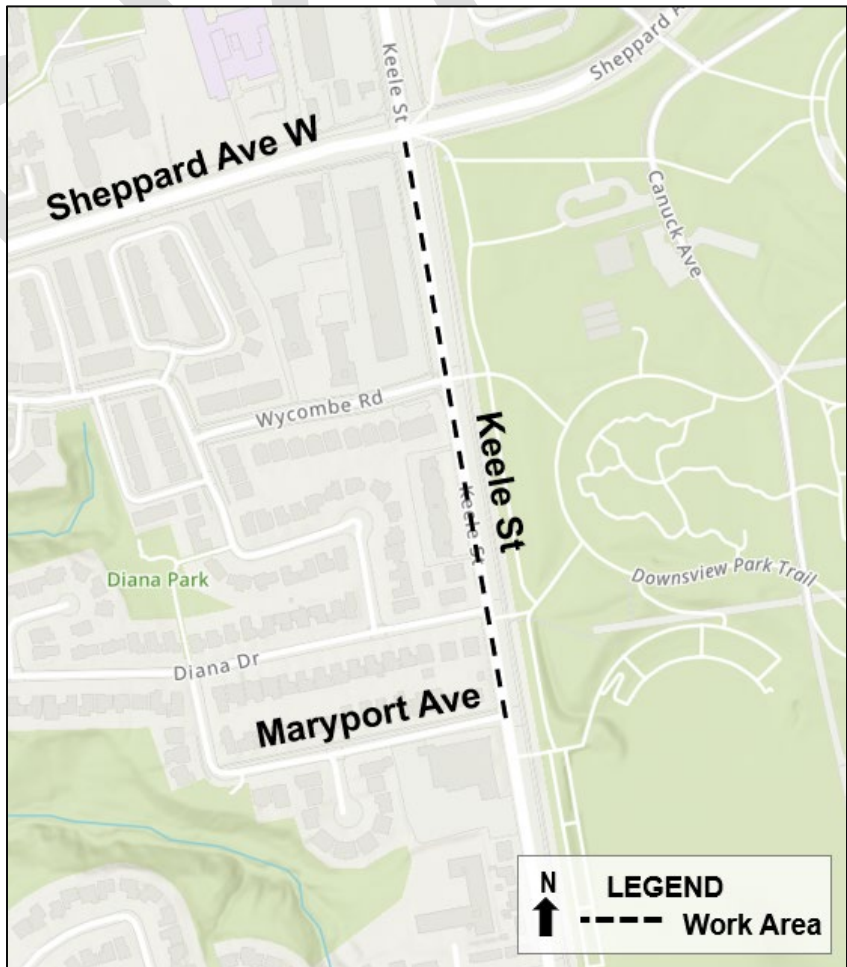 Keele St
Sheppard A
Sheppard Ave W
Canuck Ave
Wycombe Rd
Keele St
Keele St
Diana Park
Downsview Park Trail
Diana Dr
Maryport Ave
N
LEGEND
Work Area